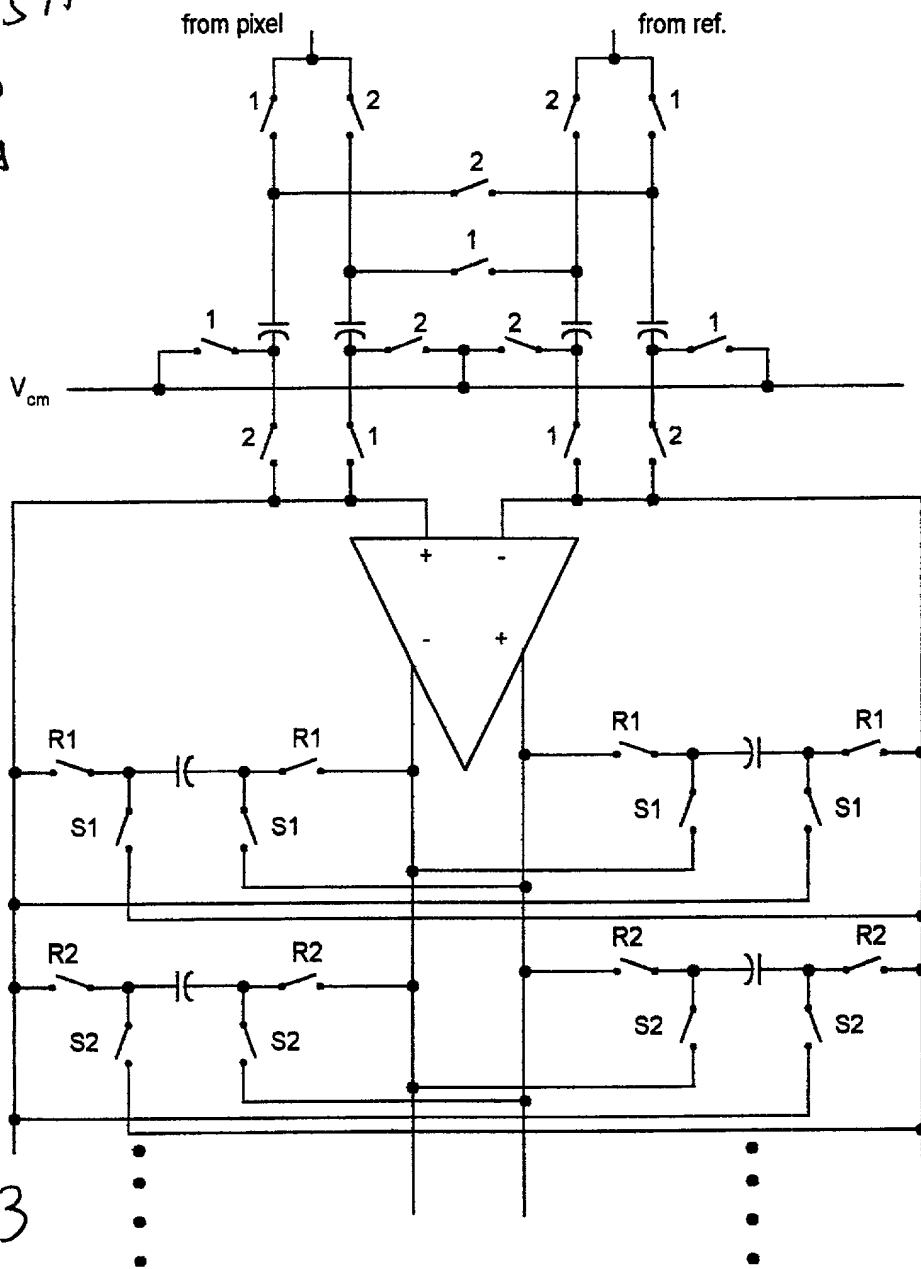 from pixel from ref.
1 2 2 1
2
1
1 2 2 1
V_cm
2 1 1 2
+ -
- +
R1 R1 R1 R1
S1 S1 S1 S1
R2 R2 R2 R2
S2 S2 S2 S2
3